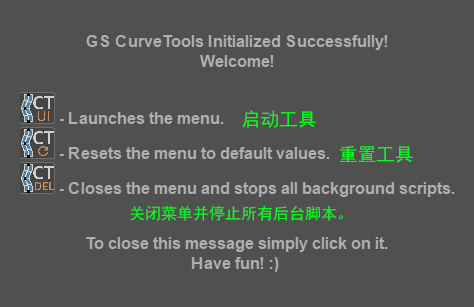 GS CurveTools Initialized Successfully!
Welcome!
CT UI - Launches the menu. 启动工具
CT - Resets the menu to default values. 重置工具
CT DEL - Closes the menu and stops all background scripts.
关闭菜单并停止所有后台脚本。
To close this message simply click on it.
Have fun! :)